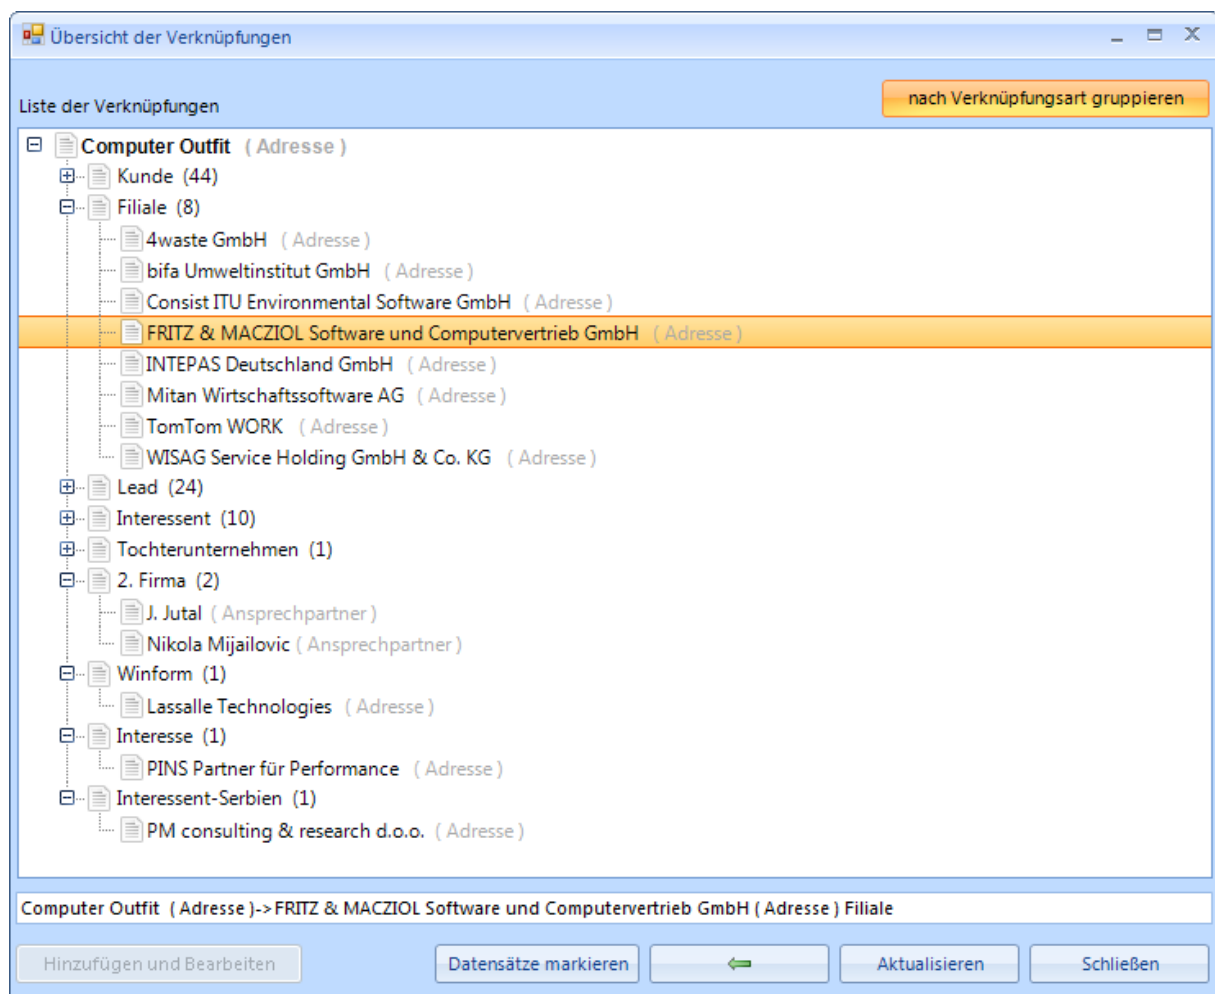 Übersicht der Verknüpfungen
Liste der Verknüpfungen
nach Verknüpfungsart gruppieren
Computer Outfit ( Adresse )
Kunde (44)
Filiale (8)
4waste GmbH ( Adresse )
bifa Umweltinstitut GmbH ( Adresse )
Consist ITU Environmental Software GmbH ( Adresse )
FRITZ & MACZIOL Software und Computervertrieb GmbH ( Adresse )
INTEPAS Deutschland GmbH ( Adresse )
Mitan Wirtschaftssoftware AG ( Adresse )
TomTom WORK ( Adresse )
WISAG Service Holding GmbH & Co. KG ( Adresse )
Lead (24)
Interessent (10)
Tochterunternehmen (1)
2. Firma (2)
J. Jutal ( Ansprechpartner )
Nikola Mijailovic ( Ansprechpartner )
Winform (1)
Lassalle Technologies ( Adresse )
Interesse (1)
PINS Partner für Performance ( Adresse )
Interessent-Serbien (1)
PM consulting & research d.o.o. ( Adresse )
Computer Outfit ( Adresse )-> FRITZ & MACZIOL Software und Computervertrieb GmbH ( Adresse ) Filiale
Hinzufügen und Bearbeiten
Datensätze markieren
Aktualisieren
Schließen